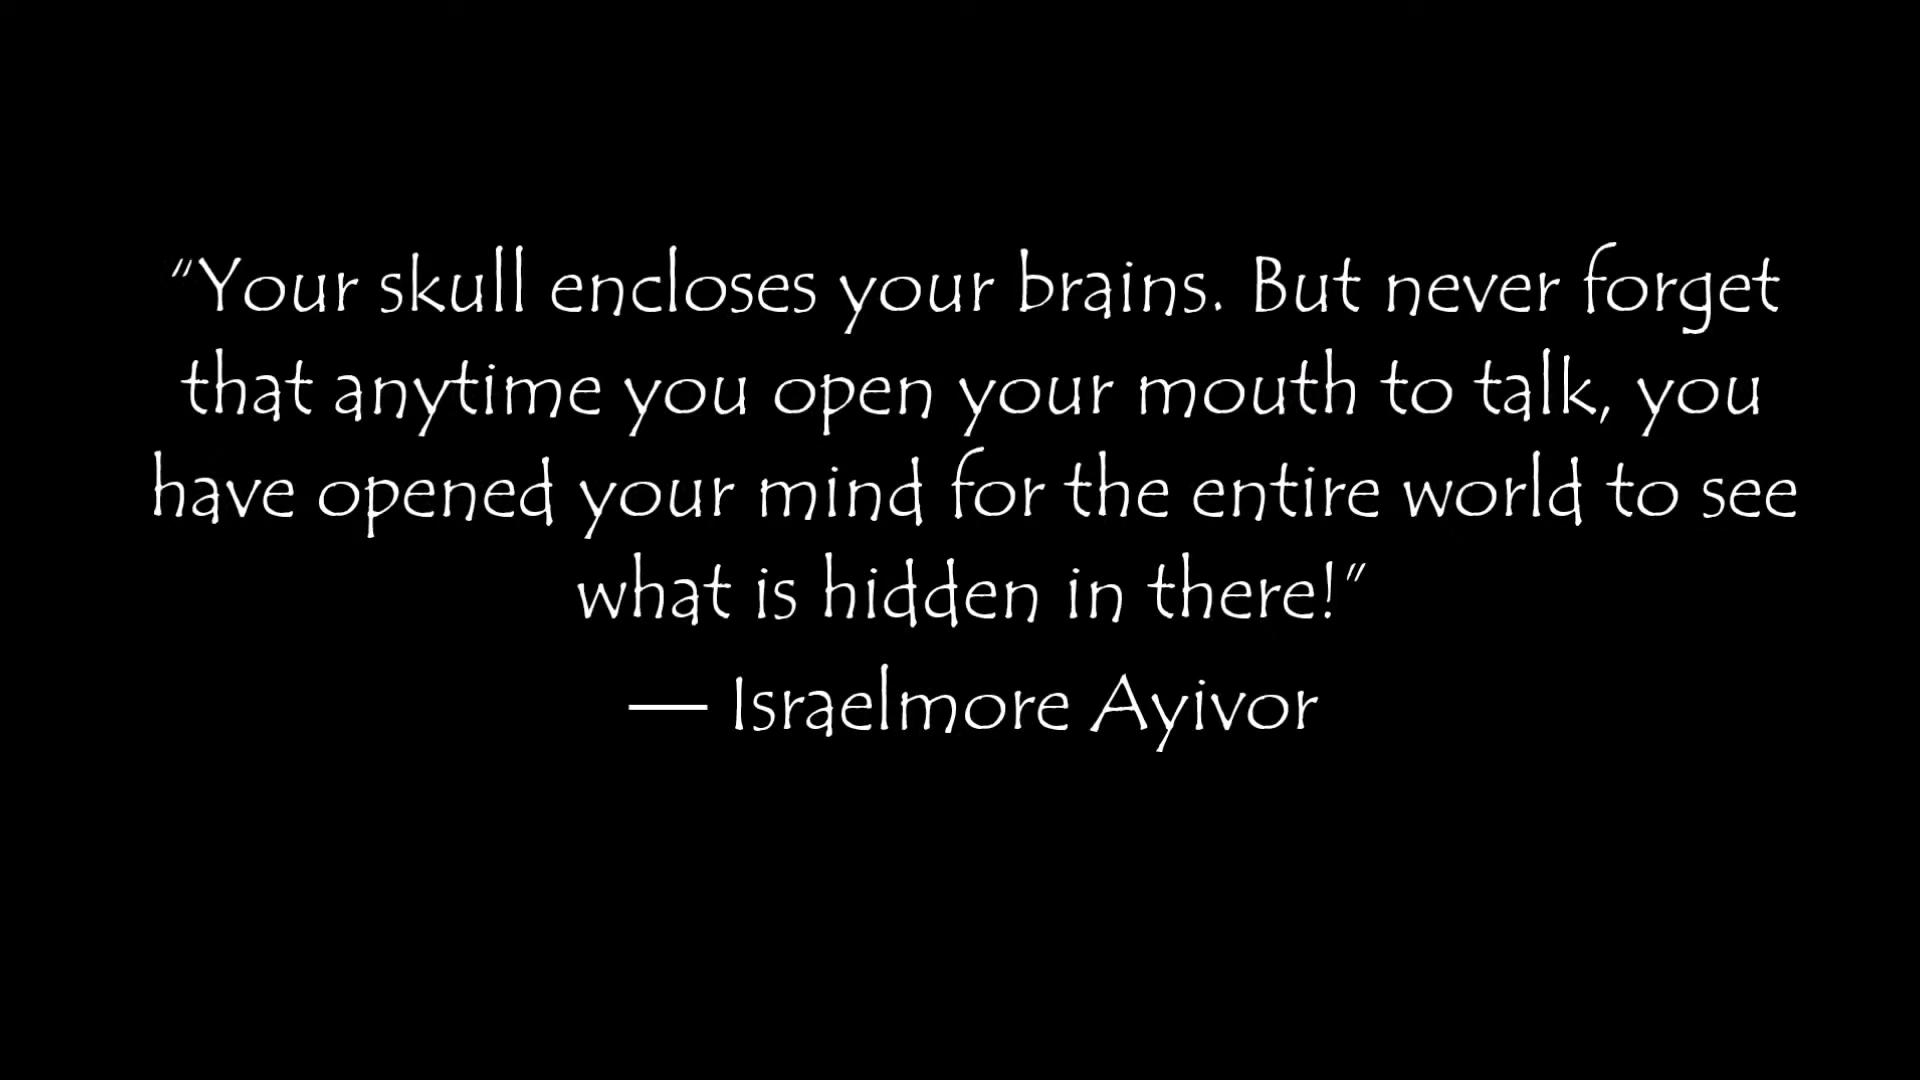 “Your skull encloses your brains. But never forget
that anytime you open your mouth to talk, you
have opened your mind for the entire world to see
what is hidden in there!”
— Israelmore Ayivor